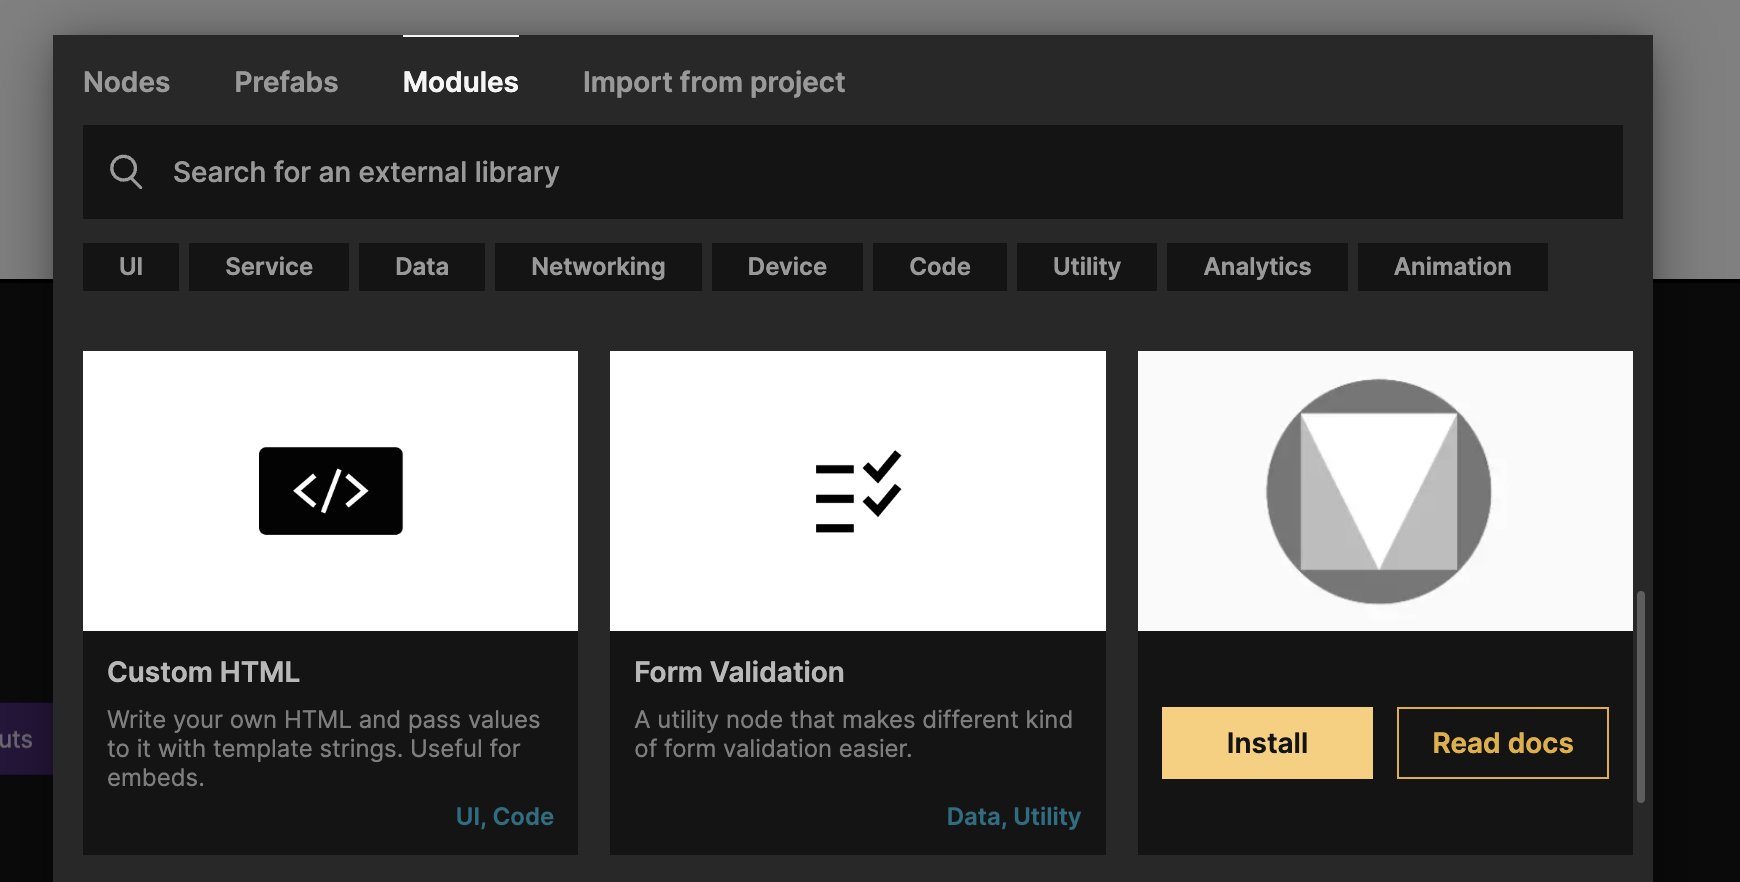 Nodes Prefabs Modules Import from project
Search for an external library
UI Service Data Networking Device Code Utility Analytics Animation
Custom HTML
Write your own HTML and pass values
to it with template strings. Useful for
embeds.
UI, Code
Form Validation
A utility node that makes different kind
of form validation easier.
Data, Utility
Install
Read docs
uts